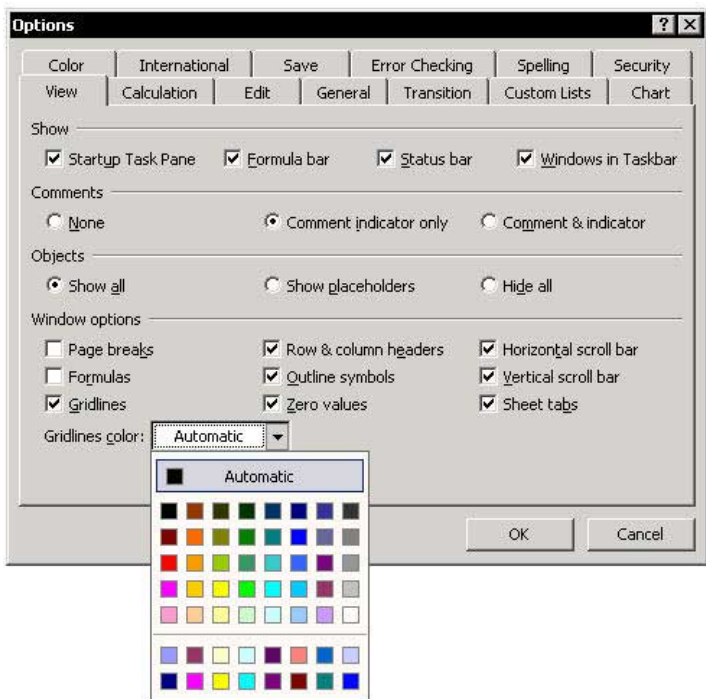 Options
Color International Save Error Checking Spelling Security
View Calculation Edit General Transition Custom Lists Chart
Show
Startup Task Pane Formula bar Status bar Windows in Taskbar
Comments
None Comment indicator only Comment & indicator
Objects
Show all Show placeholders Hide all
Window options
Page breaks Row & column headers Horizontal scroll bar
Formulas Outline symbols Vertical scroll bar
Gridlines Zero values Sheet tabs
Gridlines color: Automatic
Automatic
OK Cancel